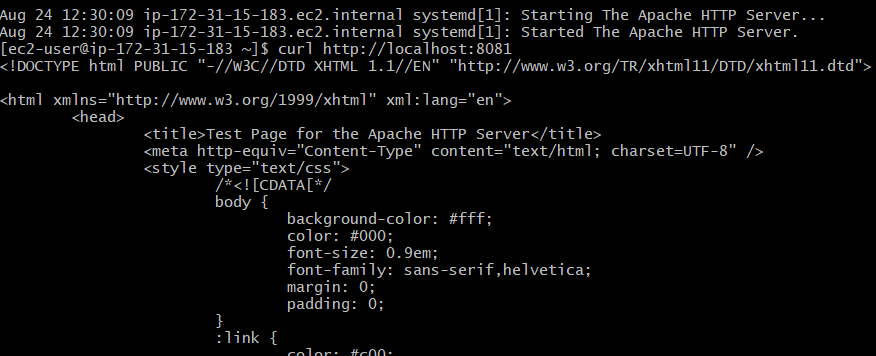 Aug 24 12:30:09 ip-172-31-15-183.ec2.internal systemd[1]: Starting The Apache HTTP Server...
Aug 24 12:30:09 ip-172-31-15-183.ec2.internal systemd[1]: Started The Apache HTTP Server.
[ec2-user@ip-172-31-15-183 ~]$ curl http://localhost:8081
<!DOCTYPE html PUBLIC "-//W3C//DTD XHTML 1.1//EN" "http://www.w3.org/TR/xhtml11/DTD/xhtml11.dtd">

<html xmlns="http://www.w3.org/1999/xhtml" xml:lang="en">
        <head>
                <title>Test Page for the Apache HTTP Server</title>
                <meta http-equiv="Content-Type" content="text/html; charset=UTF-8" />
                <style type="text/css">
                        /*<![CDATA[*/
                        body {
                                background-color: #fff;
                                color: #000;
                                font-size: 0.9em;
                                font-family: sans-serif,helvetica;
                                margin: 0;
                                padding: 0;
                        }
                        :link {
                                color: #c00;